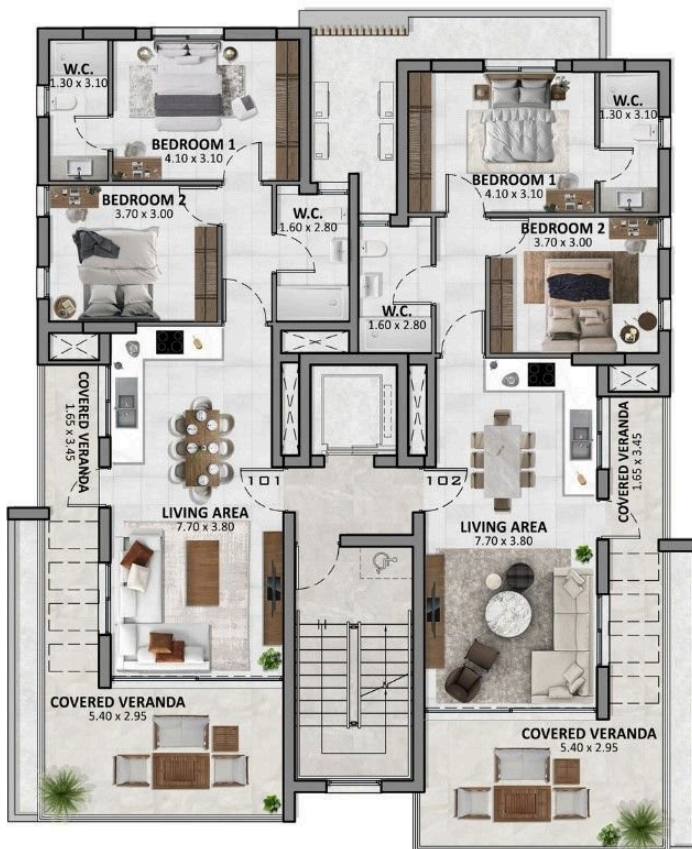 W.C.
1.30 x 3.10
BEDROOM 1
4.10 x 3.10
BEDROOM 2
3.70 x 3.00
W.C.
1.60 x 2.80
W.C.
1.30 x 3.10
BEDROOM 1
4.10 x 3.10
BEDROOM 2
3.70 x 3.00
W.C.
1.60 x 2.80
COVERED VERANDA
1.65 x 3.45
101
LIVING AREA
7.70 x 3.80
102
LIVING AREA
7.70 x 3.80
COVERED VERANDA
1.65 x 3.45
COVERED VERANDA
5.40 x 2.95
COVERED VERANDA
5.40 x 2.95